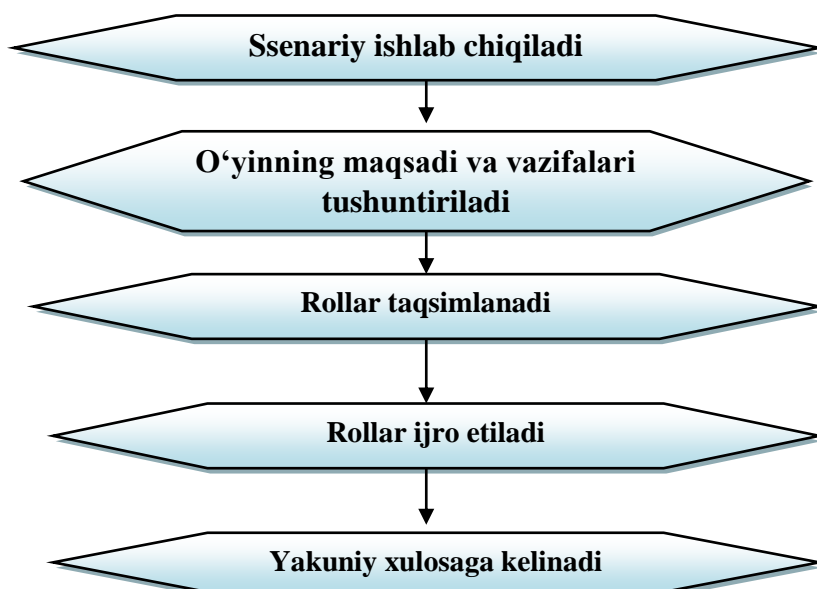 Ssenariy ishlab chiqiladi
O‘yinning maqsadi va vazifalari
tushuntiriladi
Rollar taqsimlanadi
Rollar ijro etiladi
Yakuniy xulosaga kelinadi